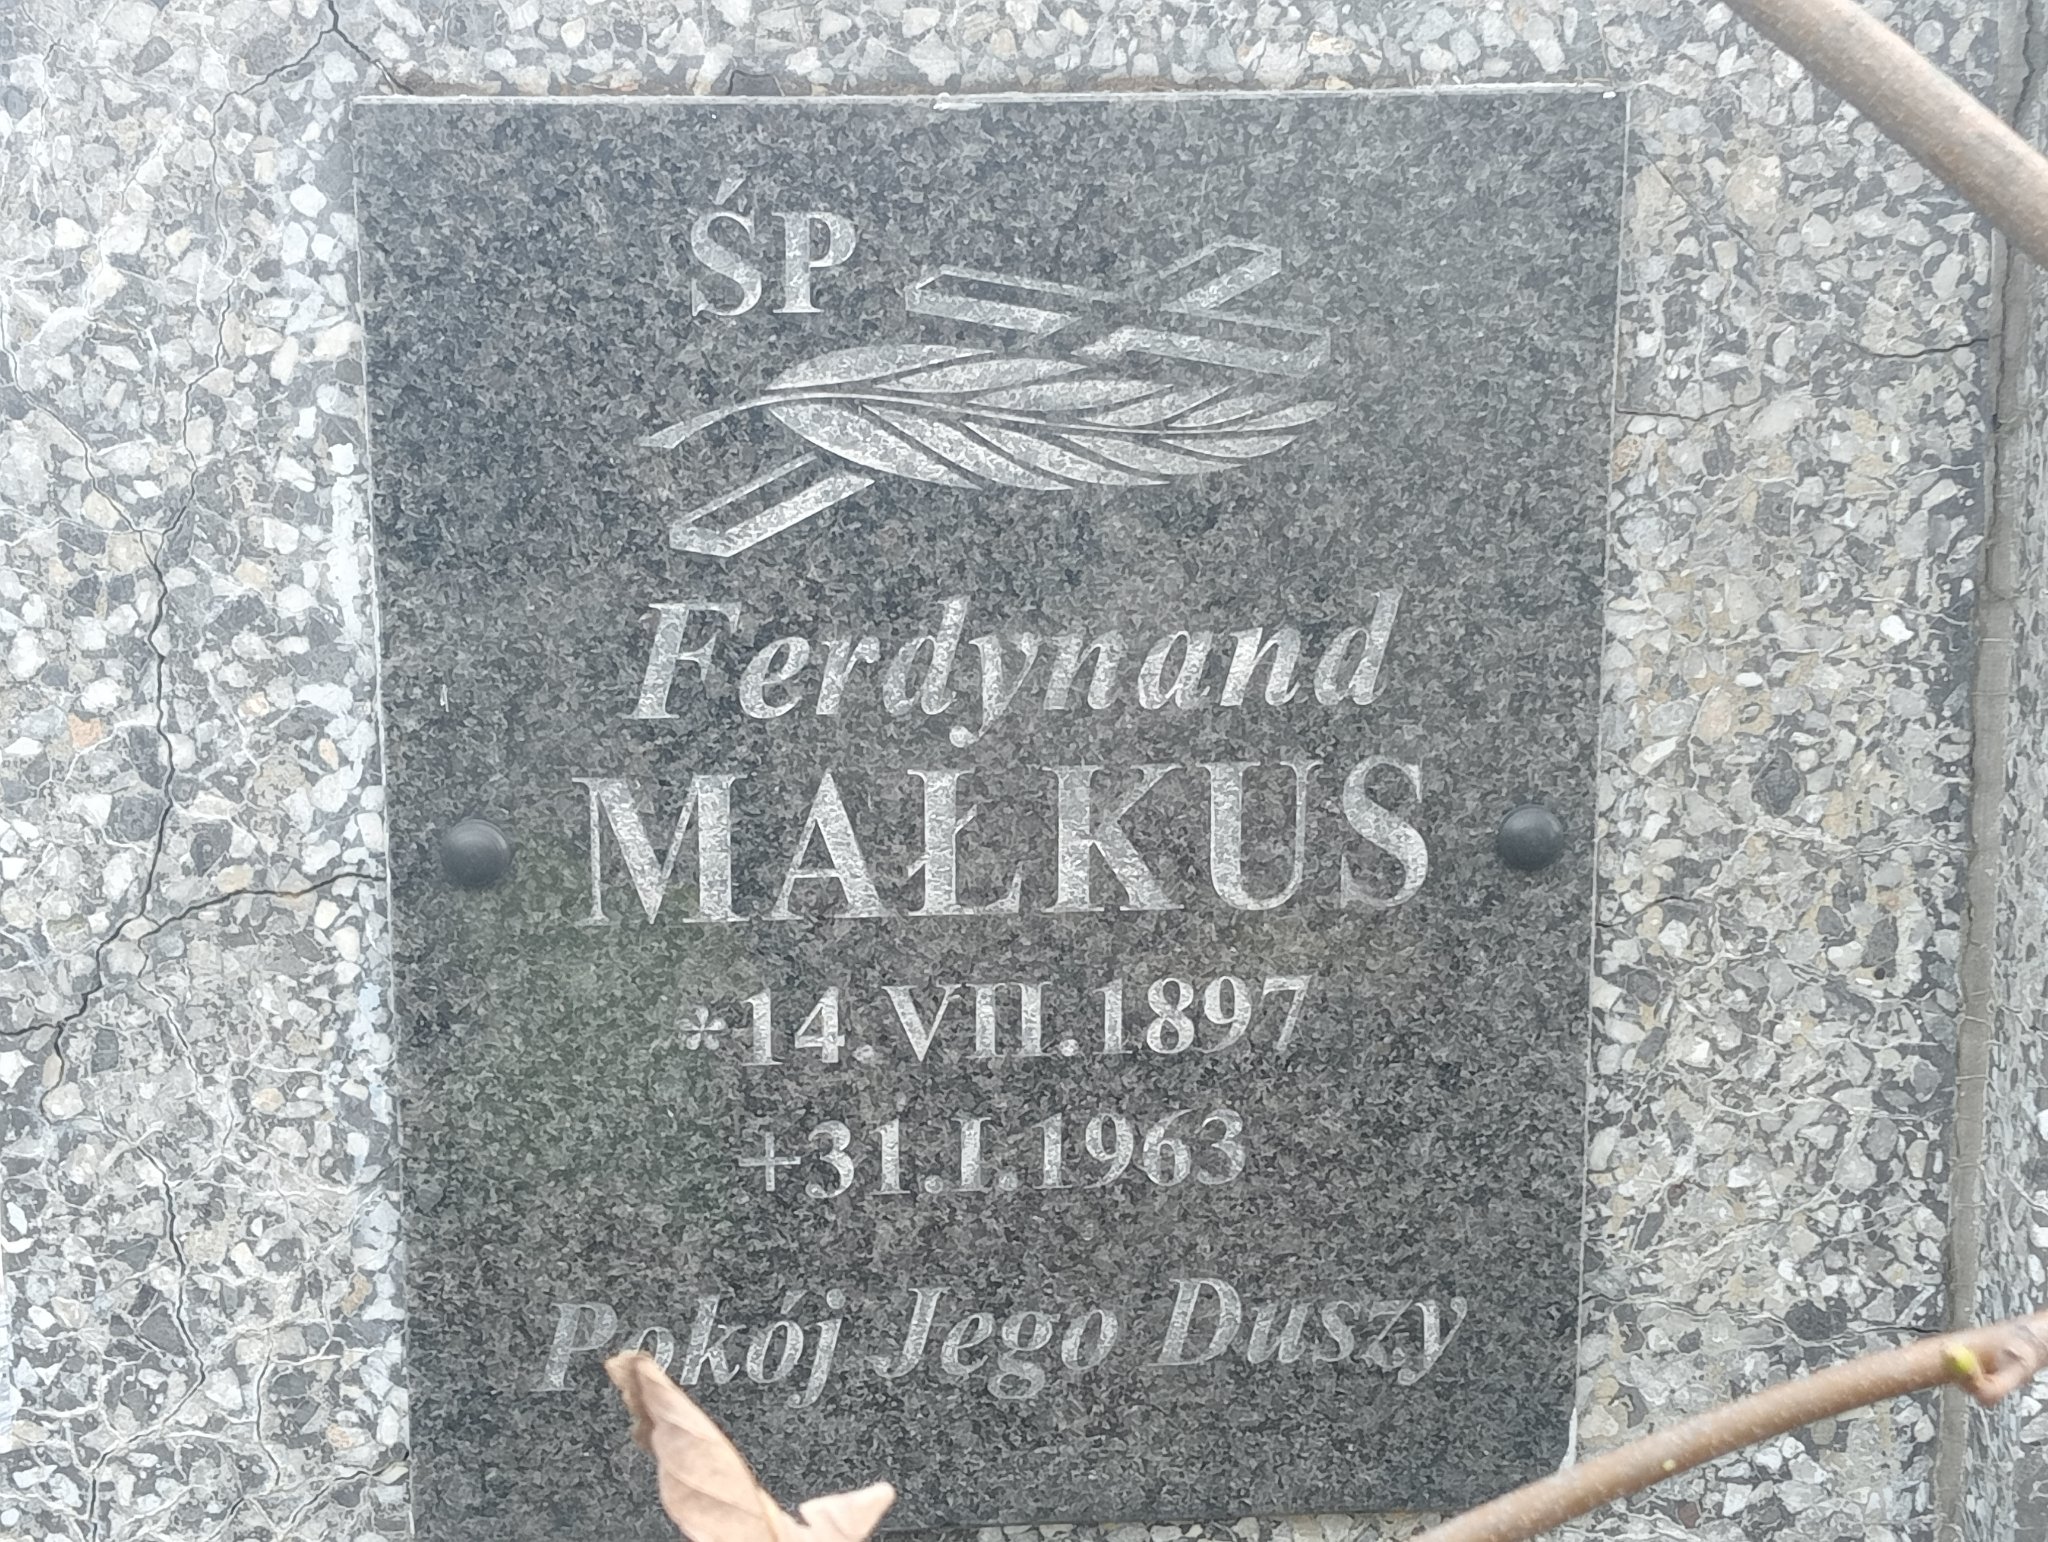 ŚP
Ferdynand
MAŁKUS
*14.VII.1897
+31.I.1963
Pokój Jego Duszy